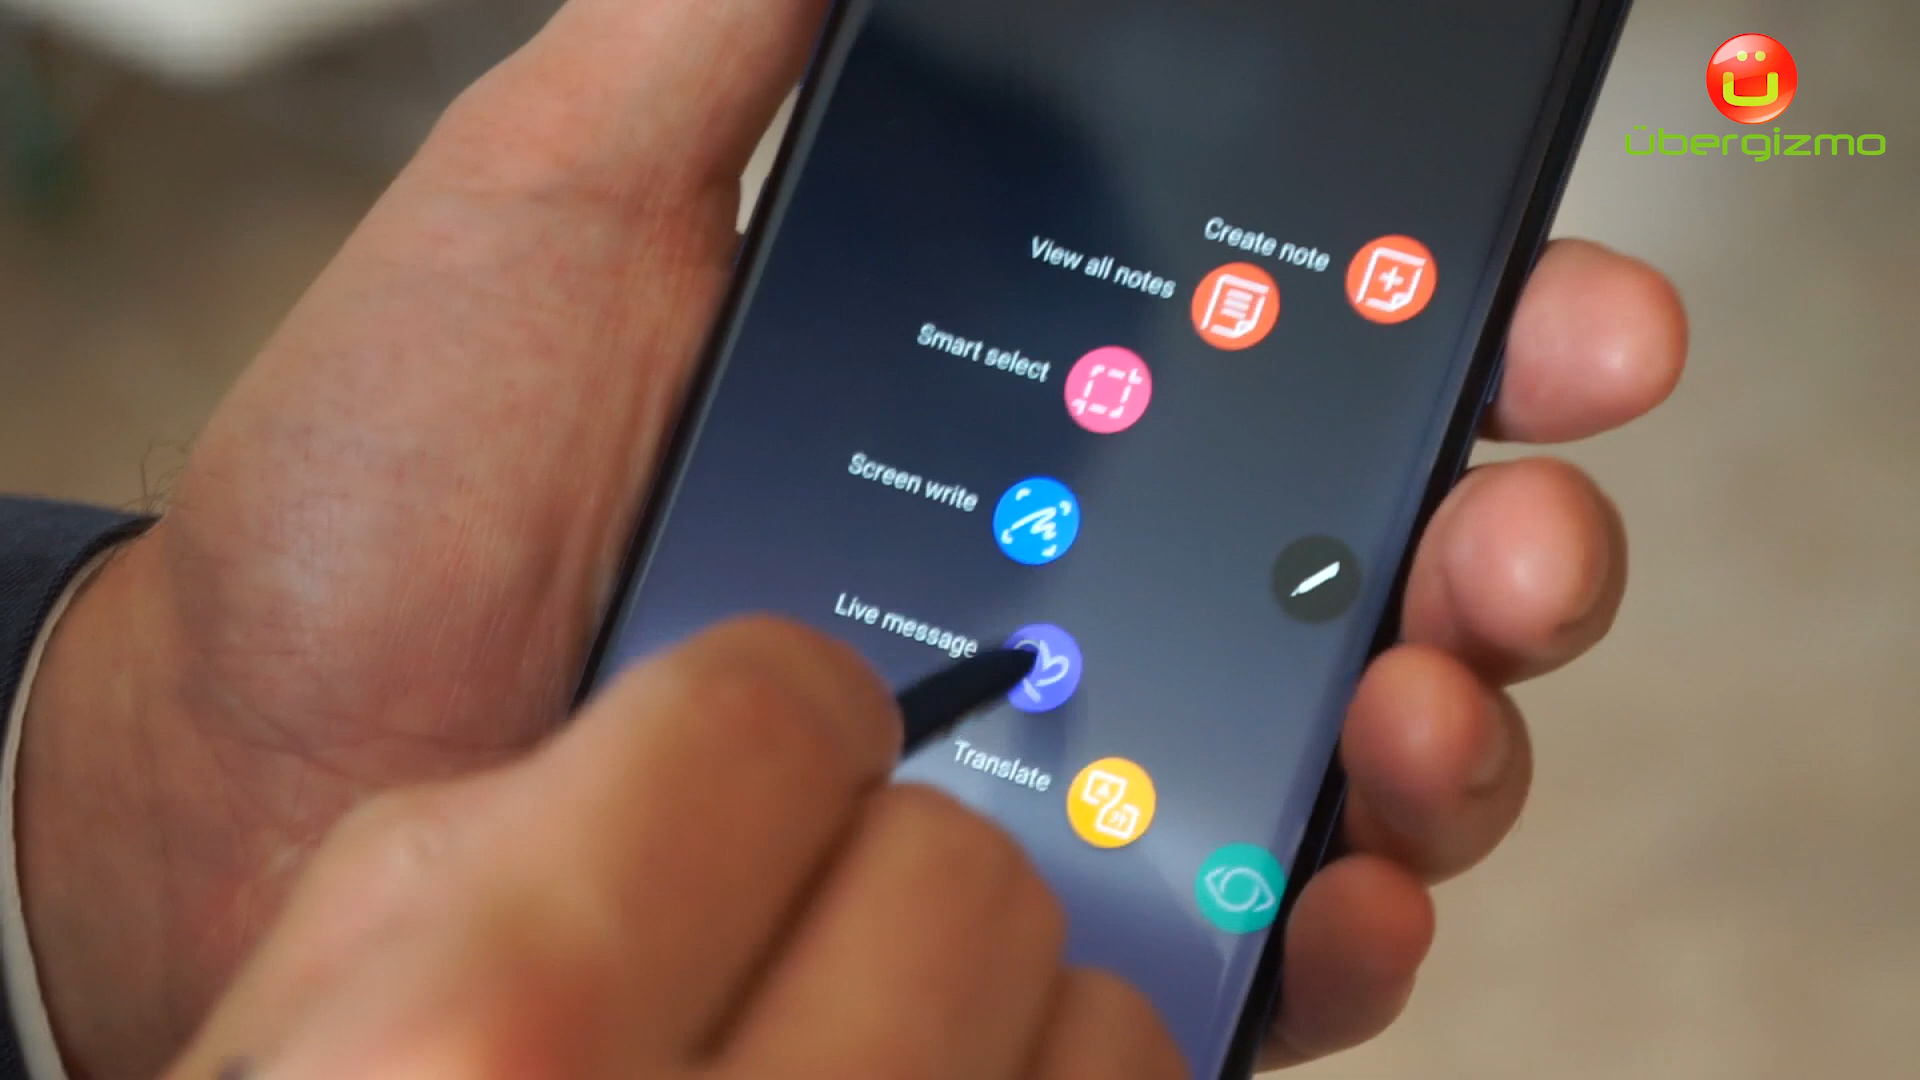 übergizmo
Create note
View all notes
Smart select
Screen write
Live message
Translate